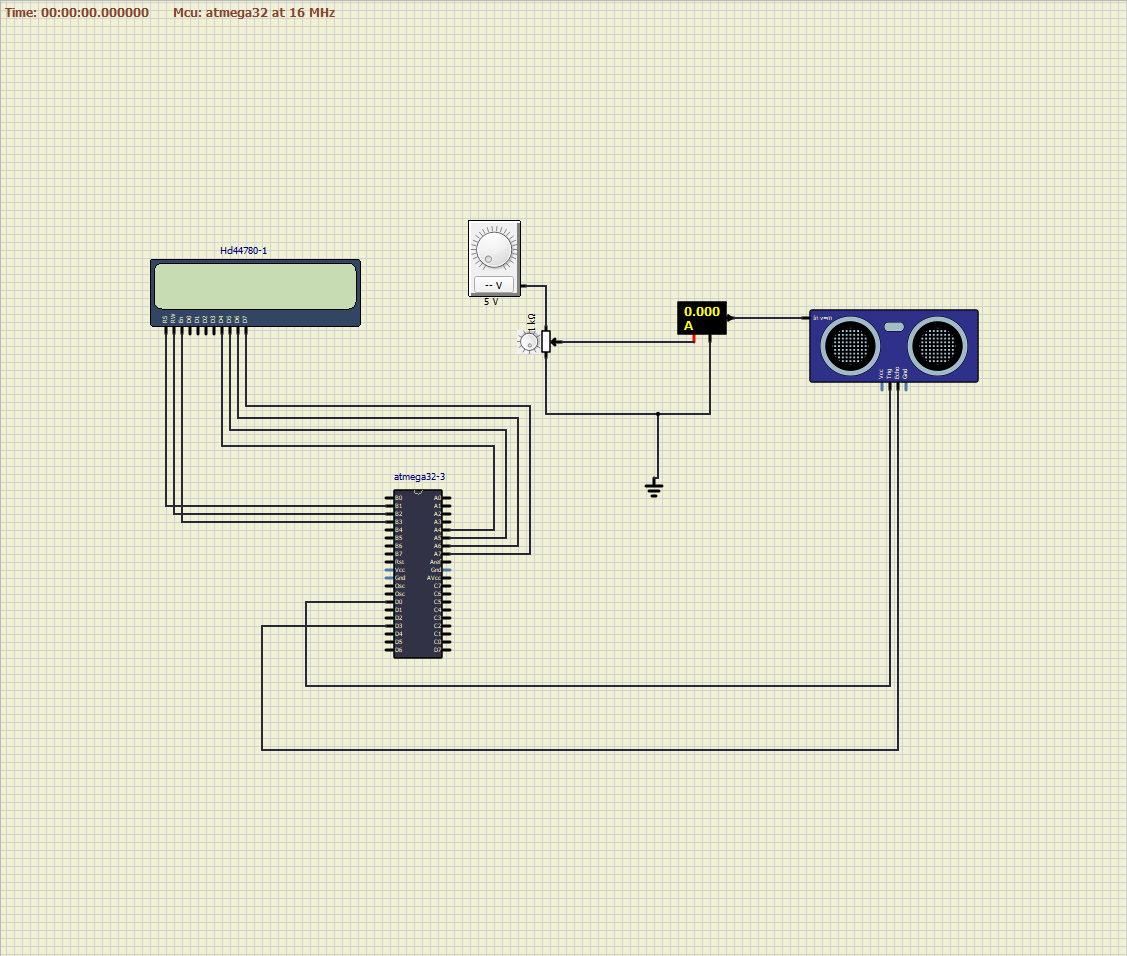 Time: 00:00:00.000000 Mcu: atmega32 at 16 MHz
Hd44780-1
RS RW En D0 D1 D2 D3 D4 D5 D6 D7
-- V
5 V
1 kΩ
0.000
A
in v=m
Vcc Trig Echo Gnd
atmega32-3
B0 A0
B1 A1
B2 A2
B3 A3
B4 A4
B5 A5
B6 A6
B7 A7
Rst Aref
Vcc Gnd
Gnd AVcc
Osc C7
Osc C6
D0 C5
D1 C4
D2 C3
D3 C2
D4 C1
D5 C0
D6 D7